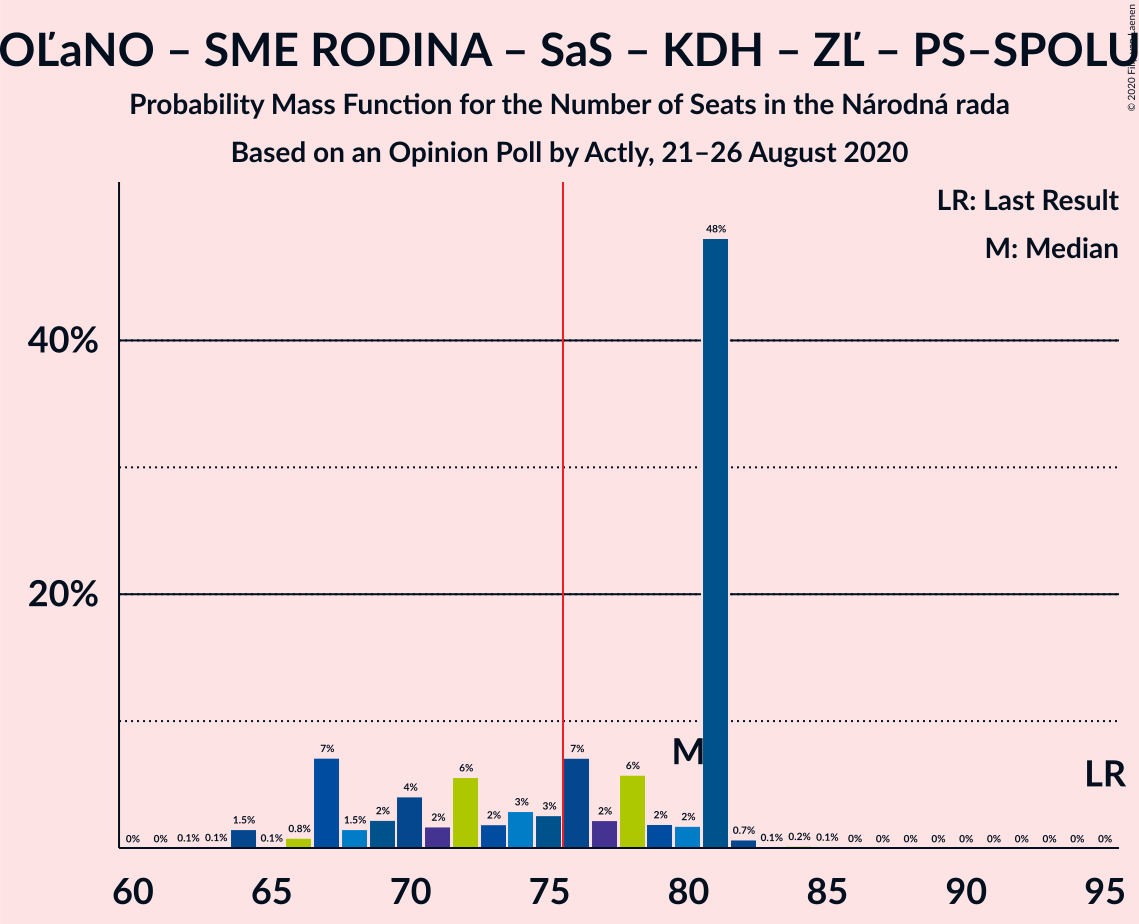 OĽaNO – SME RODINA – SaS – KDH – ZĽ – PS–SPOLU
© 2020 Filip van Laenen
Probability Mass Function for the Number of Seats in the Národná rada
Based on an Opinion Poll by Actly, 21–26 August 2020
LR: Last Result
M: Median
40%
20%
0% 0% 0.1% 0.1% 1.5% 0.1% 0.8% 7% 1.5% 2% 4% 2% 6% 2% 3% 3% 7% 2% 6% 2% 2% 48% 0.7% 0.1% 0.2% 0.1% 0% 0% 0% 0% 0% 0% 0% 0% 0% 0%
M
LR
60 65 70 75 80 85 90 95